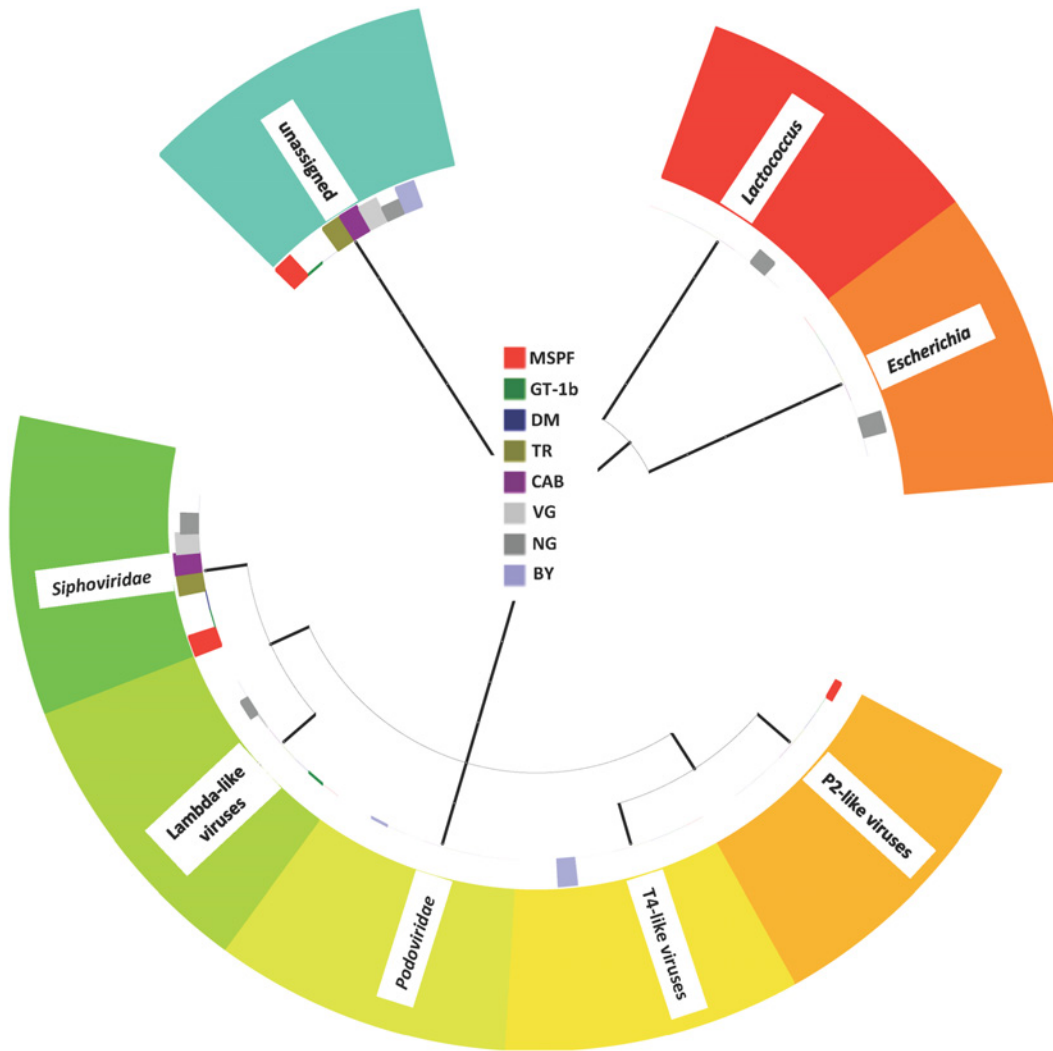 unassigned
Lactococcus
Escherichia
MSPF
GT-1b
DM
TR
CAB
VG
NG
BY
Siphoviridae
Lambda-like
viruses
Podoviridae
T4-like viruses
P2-like viruses